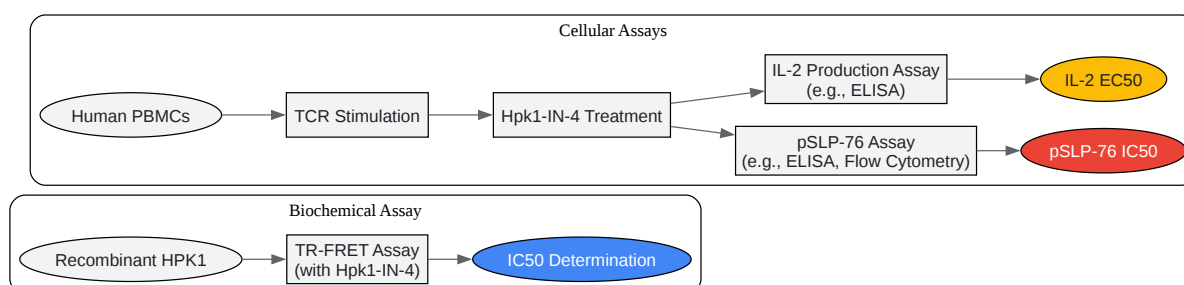 Cellular Assays
Human PBMCs
TCR Stimulation
Hpk1-IN-4 Treatment
IL-2 Production Assay
(e.g., ELISA)
IL-2 EC50
pSLP-76 Assay
(e.g., ELISA, Flow Cytometry)
pSLP-76 IC50
Biochemical Assay
Recombinant HPK1
TR-FRET Assay
(with Hpk1-IN-4)
IC50 Determination